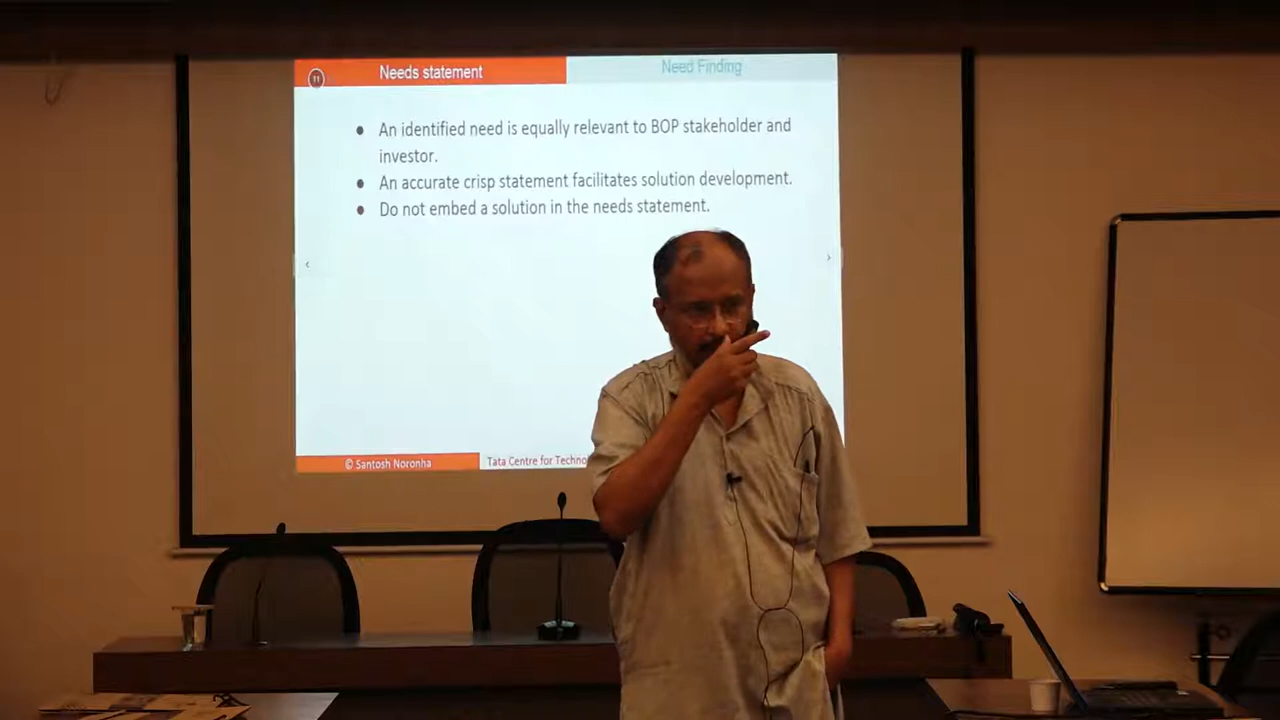 11
Needs statement
Need Finding
● An identified need is equally relevant to BOP stakeholder and
investor.
● An accurate crisp statement facilitates solution development.
● Do not embed a solution in the needs statement.
© Santosh Noronha
Tata Centre for